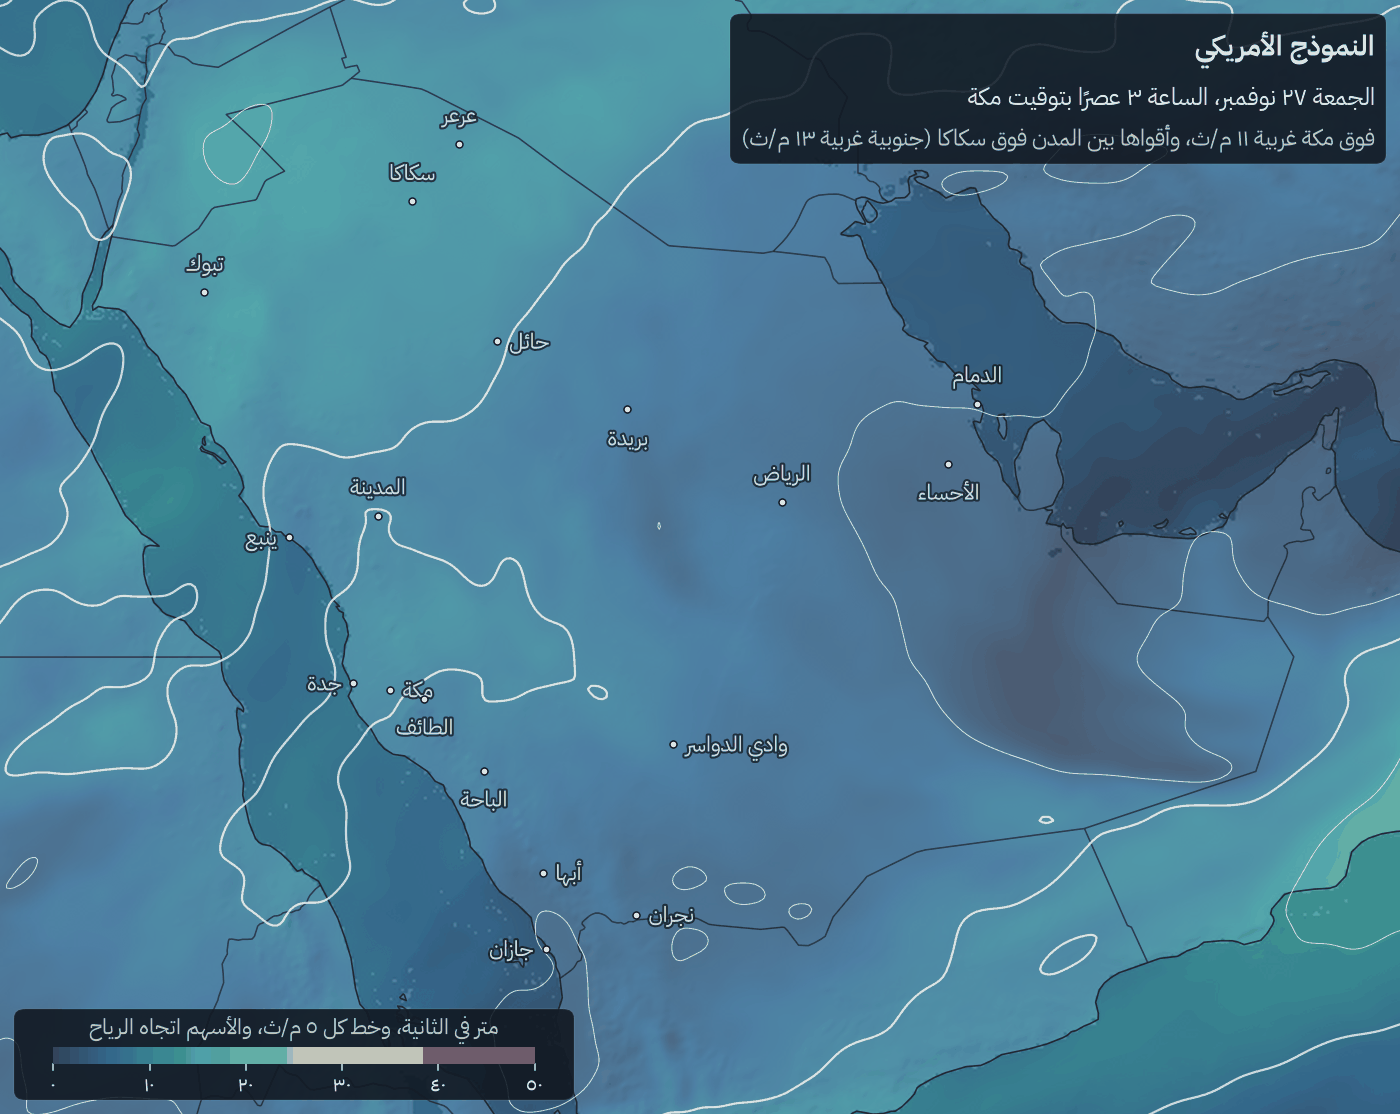 النموذج الأمريكي
الجمعة ٢٧ نوفمبر، الساعة ٣ عصرًا بتوقيت مكة
فوق مكة غربية ١١ م/ث، وأقواها بين المدن فوق سكاكا (جنوبية غربية ١٣ م/ث)
عرعر
سكاكا
تبوك
حائل
الدمام
بريدة
الرياض
المدينة
الأحساء
ينبع
جدة
مكة
الطائف
وادي الدواسر
الباحة
أبها
نجران
جازان
متر في الثانية، وخط كل ٥ م/ث، والأسهم اتجاه الرياح
٠ ١٠ ٢٠ ٣٠ ٤٠ ٥٠